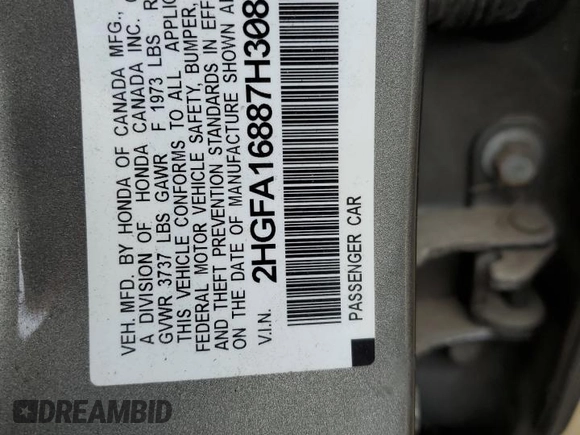 VEH. MFD. BY HONDA OF CANADA MFG.,
A DIVISION OF HONDA CANADA INC.
GVWR 3737 LBS GAWR F 1973 LBS R
THIS VEHICLE CONFORMS TO ALL APPLIC
FEDERAL MOTOR VEHICLE SAFETY, BUMPER,
AND THEFT PREVENTION STANDARDS IN EFF
ON THE DATE OF MANUFACTURE SHOWN AB
V.I.N. 2HGFA16887H308
PASSENGER CAR
DREAMBID